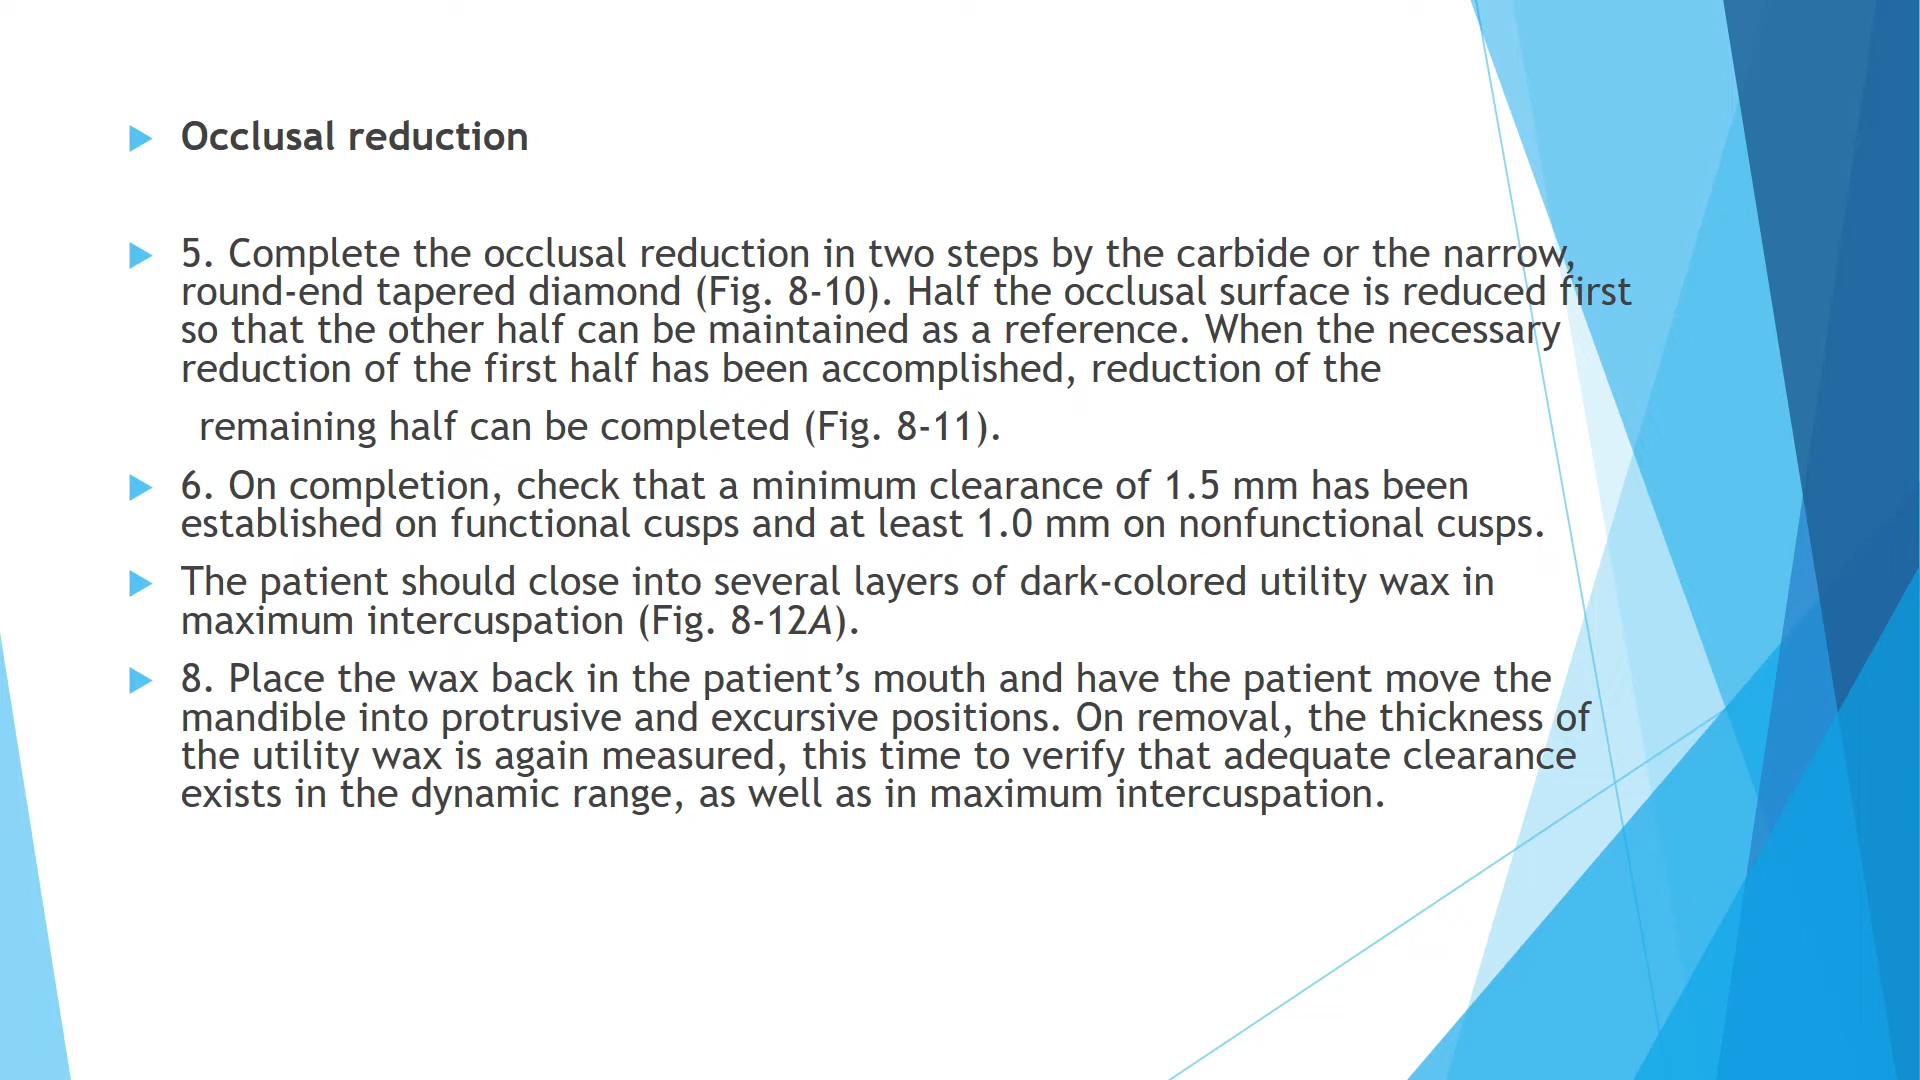 Occlusal reduction
5. Complete the occlusal reduction in two steps by the carbide or the narrow,
round-end tapered diamond (Fig. 8-10). Half the occlusal surface is reduced first
so that the other half can be maintained as a reference. When the necessary
reduction of the first half has been accomplished, reduction of the
remaining half can be completed (Fig. 8-11).
6. On completion, check that a minimum clearance of 1.5 mm has been
established on functional cusps and at least 1.0 mm on nonfunctional cusps.
The patient should close into several layers of dark-colored utility wax in
maximum intercuspation (Fig. 8-12A).
8. Place the wax back in the patient’s mouth and have the patient move the
mandible into protrusive and excursive positions. On removal, the thickness of
the utility wax is again measured, this time to verify that adequate clearance
exists in the dynamic range, as well as in maximum intercuspation.